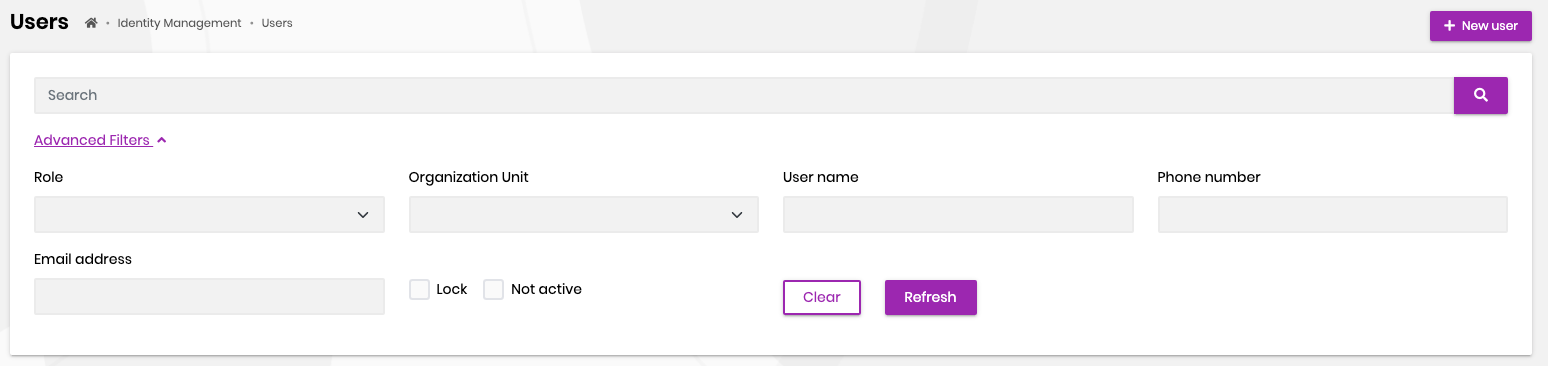 Users • Identity Management • Users
+ New user
Search
Advanced Filters
Role
Organization Unit
User name
Phone number
Email address
Lock
Not active
Clear
Refresh